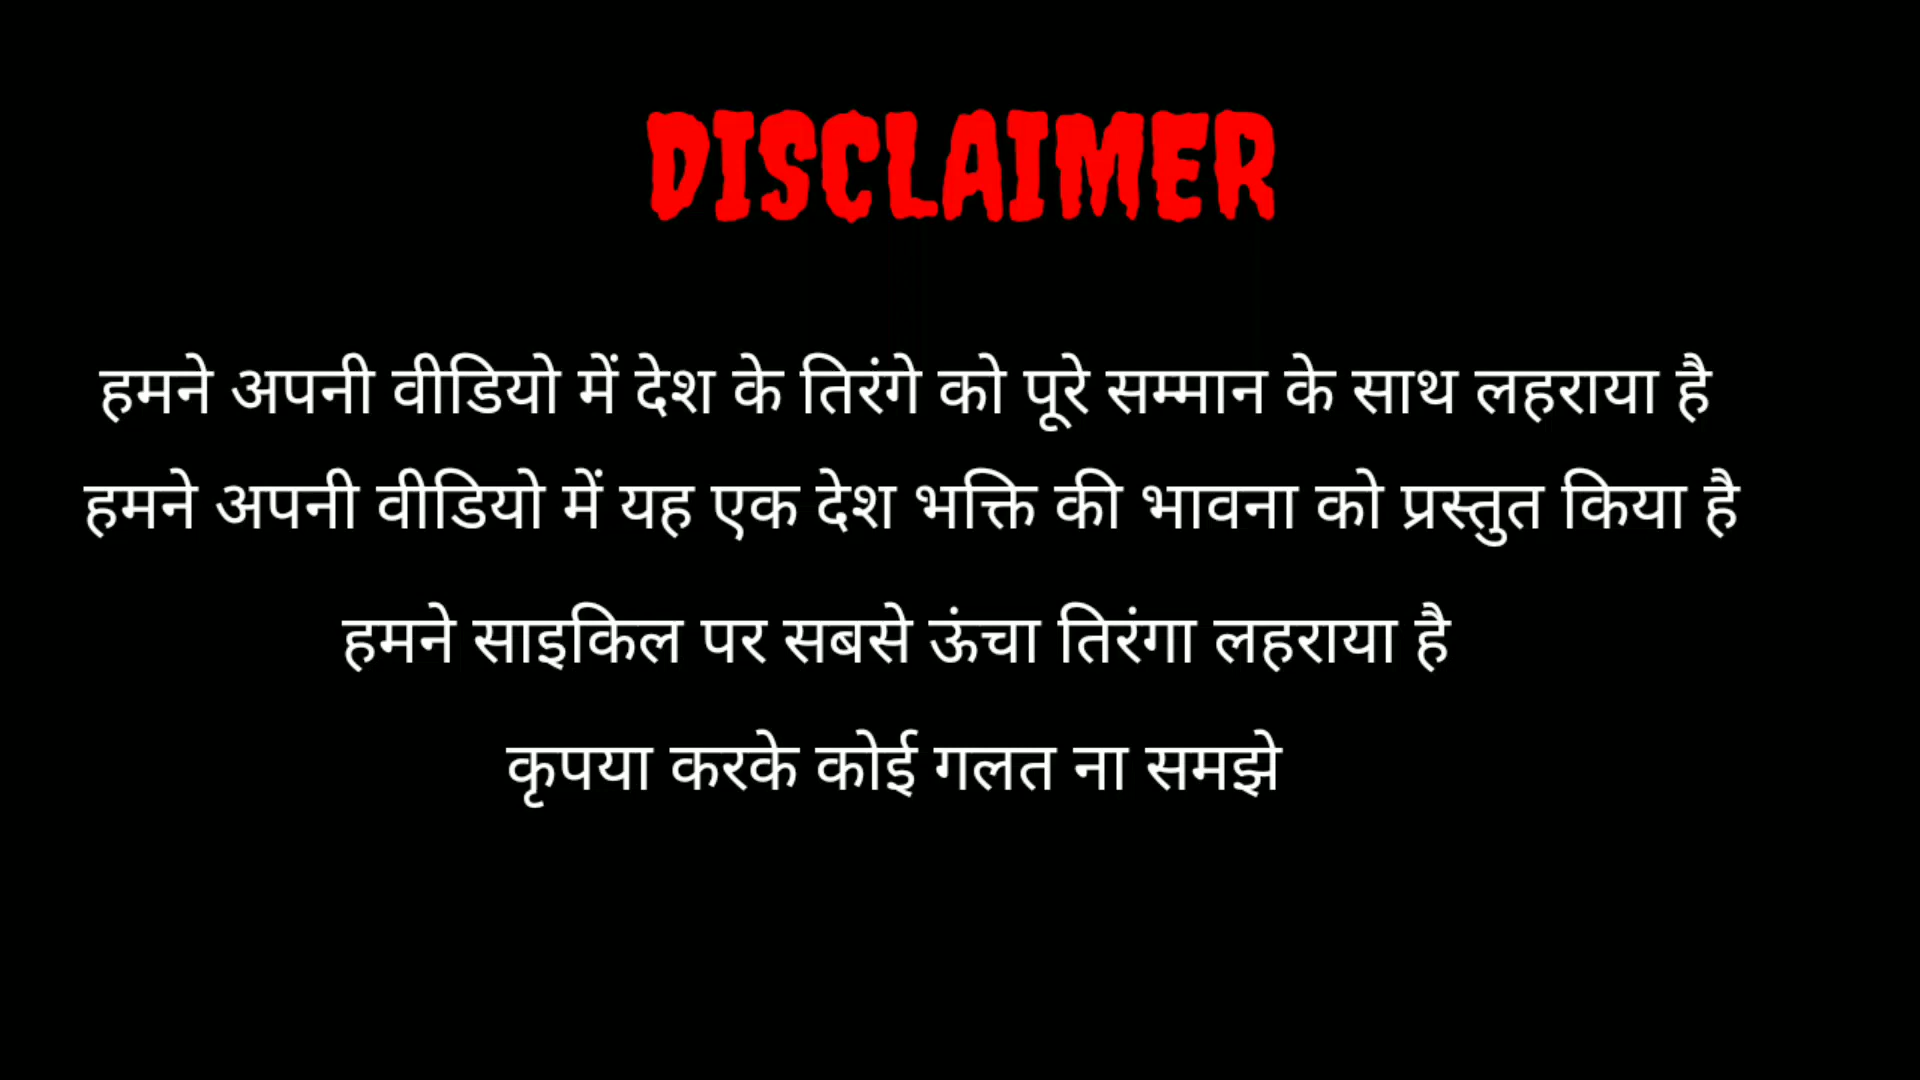 DISCLAIMER
हमने अपनी वीडियो में देश के तिरंगे को पूरे सम्मान के साथ लहराया है
हमने अपनी वीडियो में यह एक देश भक्ति की भावना को प्रस्तुत किया है
हमने साइकिल पर सबसे ऊंचा तिरंगा लहराया है
कृपया करके कोई गलत ना समझे